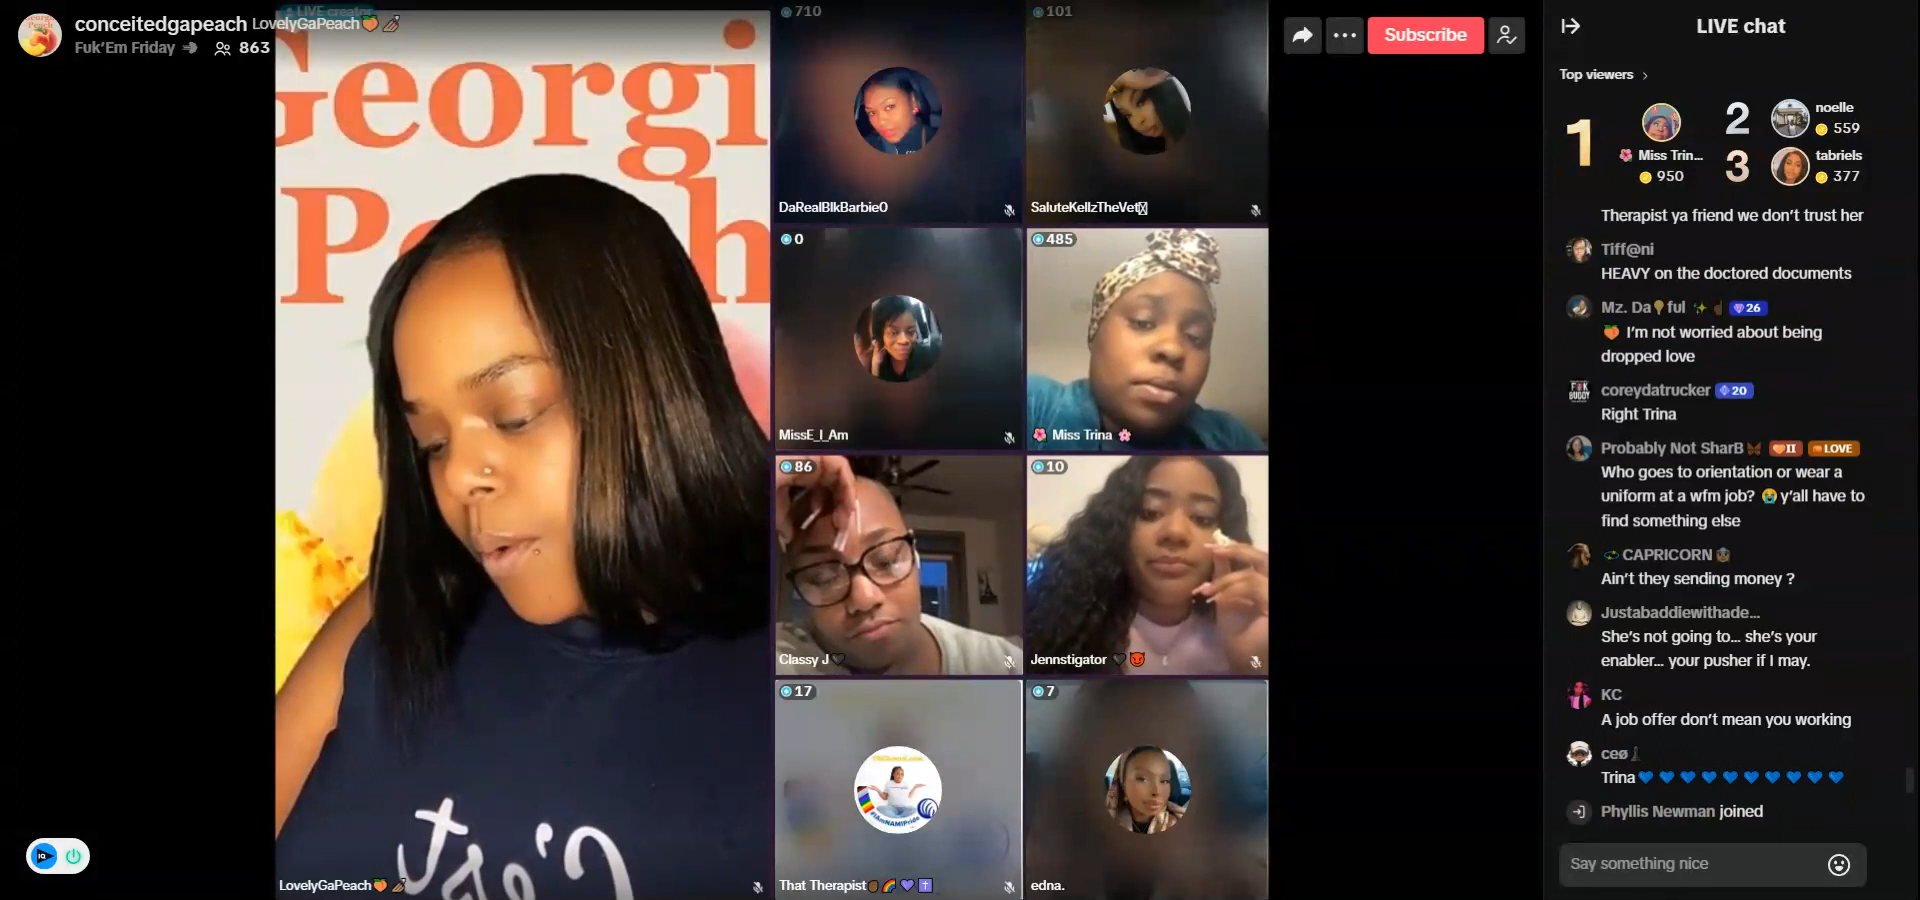 conceitedgapeach LovelyGaPeach🍑💅🏾
Fuk'Em Friday 💨 863
LIVE creator
Georgi
Pe h
LovelyGaPeach🍑💅🏾
710
DaRealBlkBarbie0
101
SaluteKellzTheVet
0
MissE_I_Am
485
🌺 Miss Trina 🌸
86
Classy J🖤
10
Jennstigator 🖤😈
17
#IAmNAMIPride
That Therapist🌈💜✝️
7
edna.
Subscribe
LIVE chat
Top viewers
1
🌺 Miss Trin...
950
2
noelle
559
3
tabriels
377
Therapist ya friend we don't trust her
Tiff@ni
HEAVY on the doctored documents
Mz. Da🎈ful ✨☝🏿 26
🍑 I'm not worried about being
dropped love
coreydatrucker 20
Right Trina
Probably Not SharB🦋 II LOVE
Who goes to orientation or wear a
uniform at a wfm job? 😭y'all have to
find something else
💫CAPRICORN
Ain't they sending money ?
Justabaddiewithade...
She's not going to... she's your
enabler... your pusher if I may.
KC
A job offer don't mean you working
ceø
Trina💙💙💙💙💙💙💙💙💙💙
Phyllis Newman joined
Say something nice